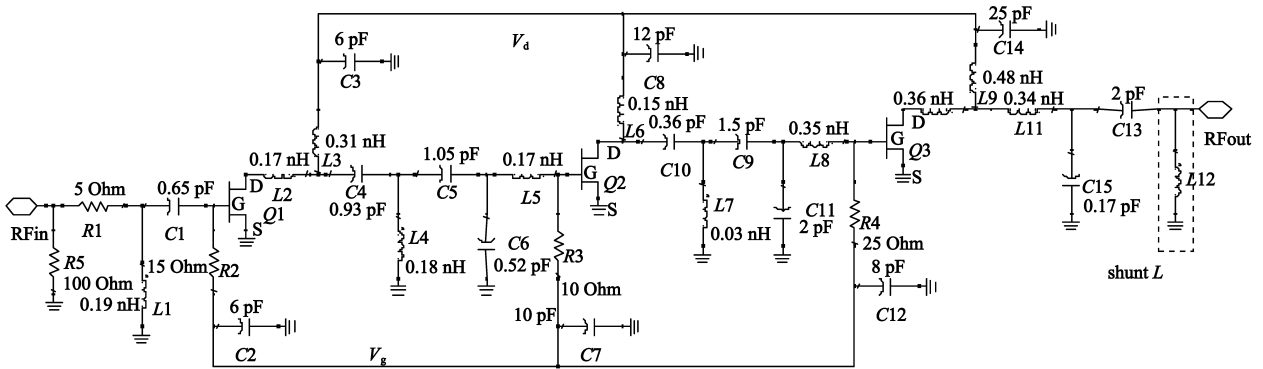 25 pF
C14
6 pF
C3
V_d
12 pF
C8
0.48 nH
L9
0.36 nH
0.34 nH
L11
2 pF
C13
RFout
0.15 nH
L6
0.36 pF
C10
1.5 pF
C9
0.35 nH
L8
D
G
S
Q3
0.31 nH
L3
0.17 nH
L2
1.05 pF
C5
C4
0.93 pF
0.17 nH
L5
D
G
S
Q2
5 Ohm
R1
0.65 pF
C1
D
G
S
Q1
RFin
R5
100 Ohm
0.19 nH
L1
15 Ohm
R2
L4
0.18 nH
C6
0.52 pF
R3
10 Ohm
L7
0.03 nH
C11
2 pF
R4
25 Ohm
C15
0.17 pF
L12
shunt L
6 pF
C2
10 pF
C7
8 pF
C12
V_g